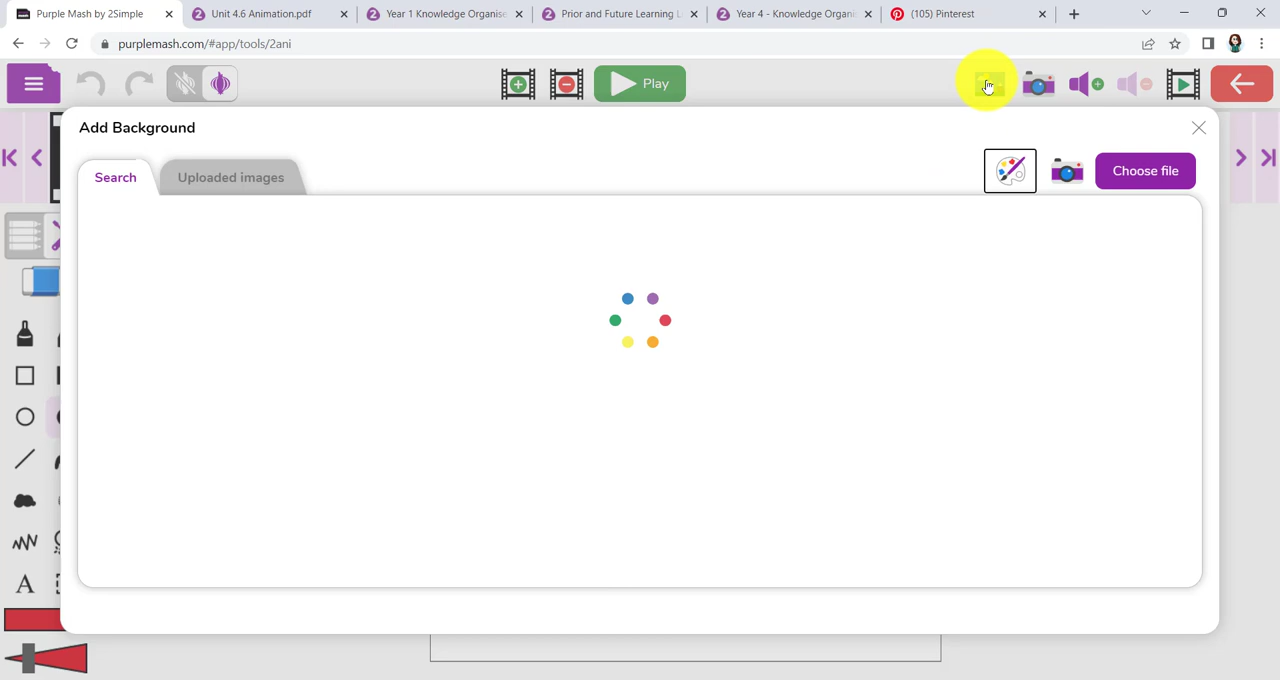 Purple Mash by 2Simple
Unit 4.6 Animation.pdf
Year 1 Knowledge Organise
Prior and Future Learning L
Year 4 - Knowledge Organi
(105) Pinterest
purplemash.com/#app/tools/2ani
Play
Add Background
Search
Uploaded images
Choose file
A